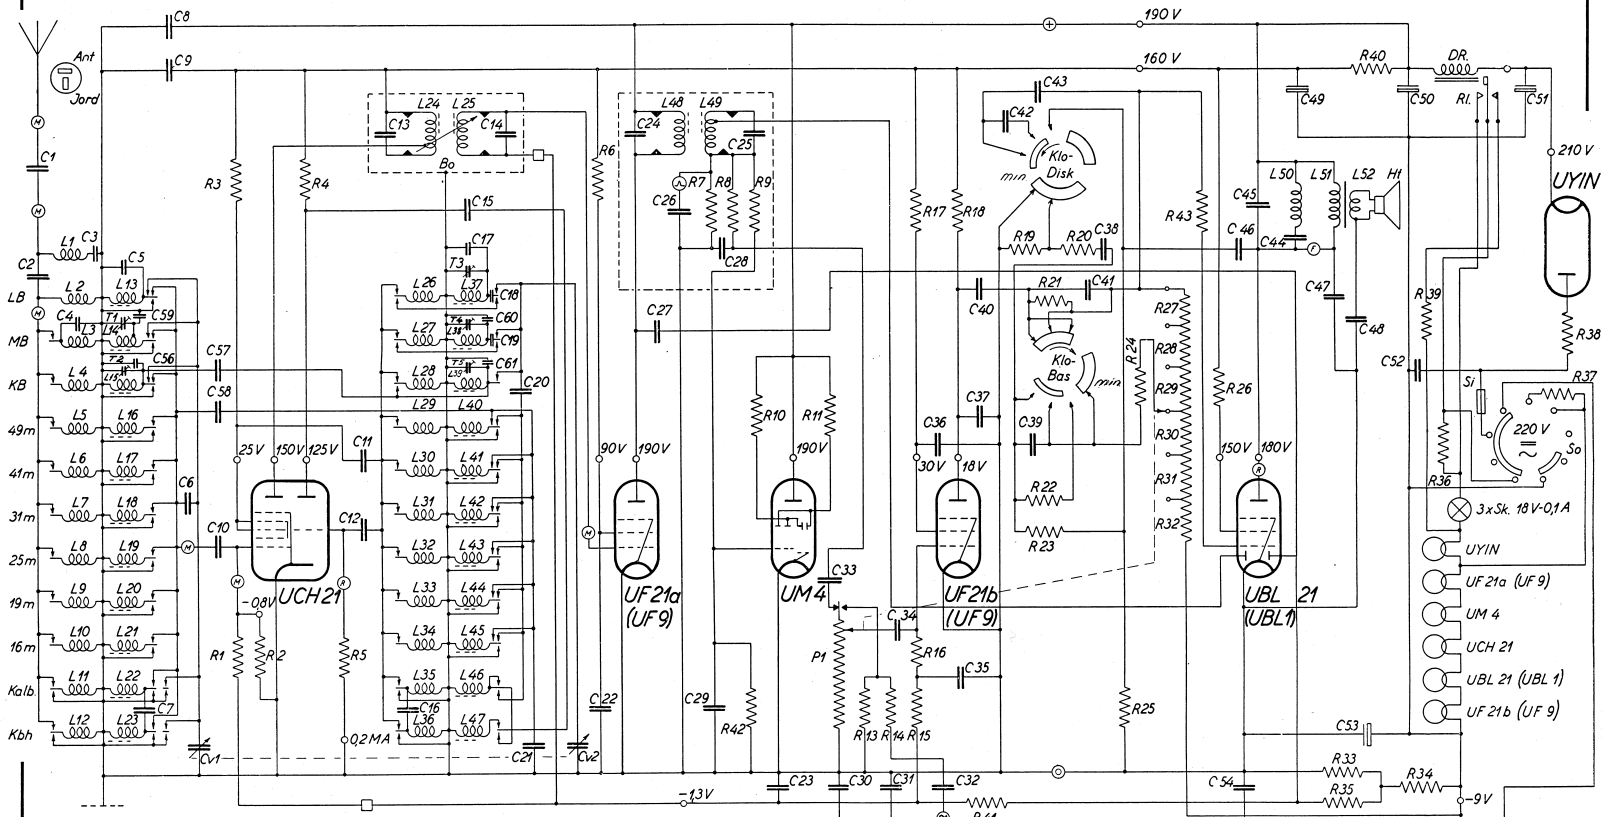 C8
190 V
Ant
Jord
C9
160 V
R40
DR.
C1
L24
L25
C13
C14
Bo
R3
R4
C15
R6
L48
L49
C24
C25
R7
R8
R9
C26
C28
C27
R17
R18
C43
C42
Klo-
Disk
min
R19
R20
C38
R43
C45
C46
C44
L50
L51
L52
Ht
C49
C50
C51
Rl.
210 V
UYIN
C2
L1
C3
C5
LB
L2
L13
C4
L3
T1
L14
C59
MB
T2
C56
KB
L4
L15
C57
C58
49m
L5
L16
41m
L6
L17
31m
L7
L18
25m
L8
L19
19m
L9
L20
16m
L10
L21
Kalb.
L11
L22
Kbh
L12
L23
C7
C6
C10
Cv1
25V
150V
125V
C11
C12
UCH21
-0,8V
R1
R2
R5
0,2MA
C17
T3
L26
L37
C18
T4
L38
C60
L27
C19
T5
L39
C61
L28
C20
L29
L40
L30
L41
L31
L42
L32
L43
L33
L44
L34
L45
L35
L46
C16
L36
L47
C21
Cv2
C22
90V
190V
UF21a
(UF9)
R10
R11
190V
UM4
C33
C29
R42
P1
C34
R13
R14
R15
R16
C35
C36
C37
30V
18V
UF21b
(UF9)
C40
R21
C41
Klo-
Bas
min
C39
R22
R23
R24
R25
R27
R28
R29
R30
R31
R32
R26
150V
180V
UBL 21
(UBL1)
C47
C48
C52
R39
R38
R37
Si
220 V
So
R36
3xSk. 18V-0,1A
UYIN
UF21a (UF9)
UM 4
UCH 21
UBL 21 (UBL 1)
UF 21b (UF 9)
C53
C23
C30
C31
C32
C54
R33
R34
R35
-1,3V
-9V